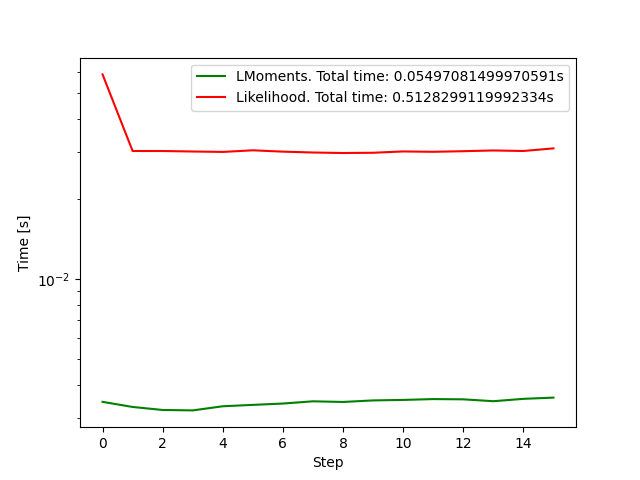 LMoments. Total time: 0.05497081499970591s
Likelihood. Total time: 0.5128299119992334s
Time [s]
10⁻²
0 2 4 6 8 10 12 14
Step